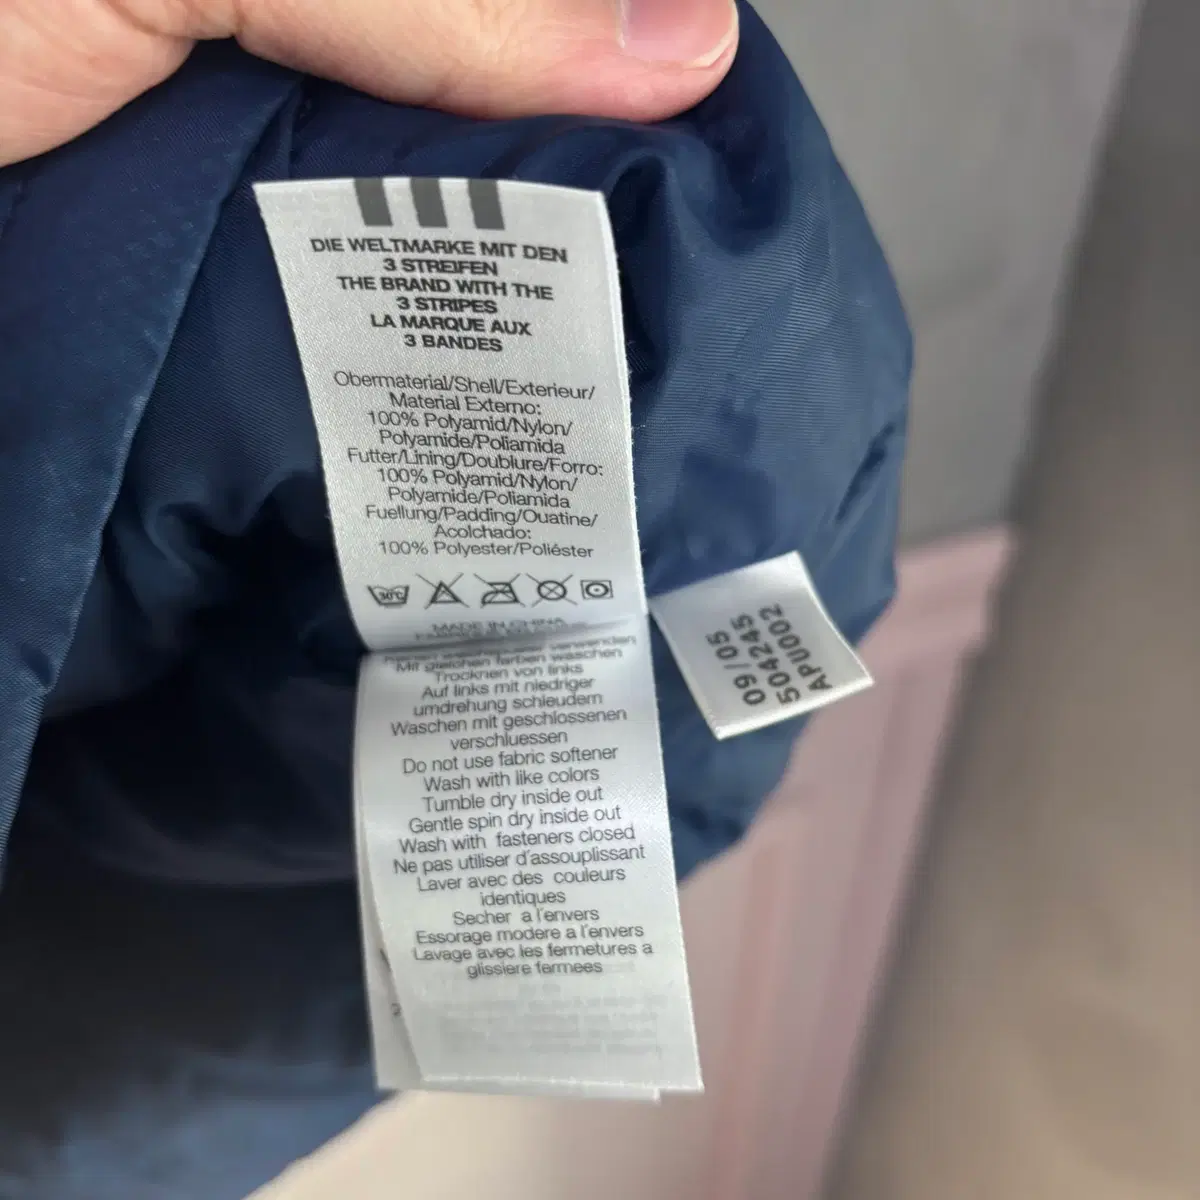 DIE WELTMARKE MIT DEN
3 STREIFEN
THE BRAND WITH THE
3 STRIPES
LA MARQUE AUX
3 BANDES
Obermaterial/Shell/Exterieur/
Material Externo:
100% Polyamid/Nylon/
Polyamide/Poliamida
Futter/Lining/Doublure/Forro:
100% Polyamid/Nylon/
Polyamide/Poliamida
Fuellung/Padding/Ouatine/
Acolchado:
100% Polyester/Poliéster
30°C
MADE IN CHINA
verwenden
Mit gleichen farben waschen
Trocknen von links
Auf links mit niedriger
umdrehung schleudern
Waschen mit geschlossenen
verschluessen
Do not use fabric softener
Wash with like colors
Tumble dry inside out
Gentle spin dry inside out
Wash with fasteners closed
Ne pas utiliser d'assouplissant
Laver avec des couleurs
identiques
Secher a l'envers
Essorage modere a l'envers
Lavage avec les fermetures a
glissiere fermees
09/05
504245
APU002